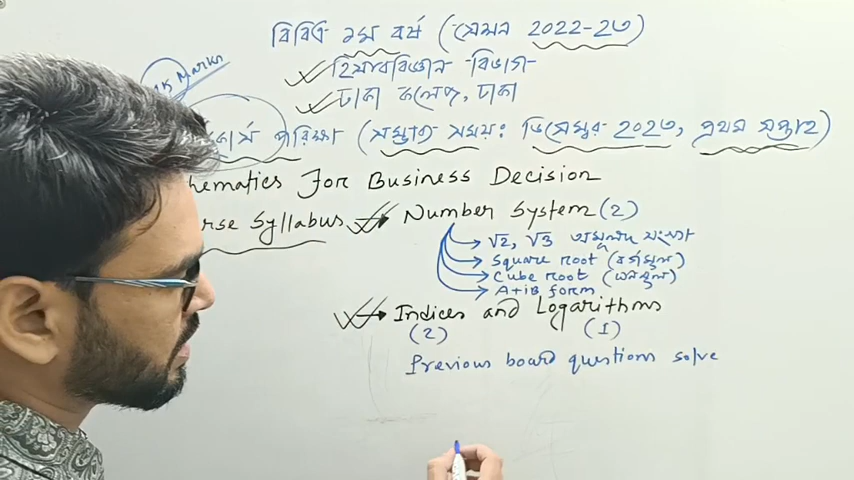 বিবিএ ১ম বর্ষ (সেশন 2022-23)
15 Marks
হিসাববিজ্ঞান বিভাগ
ঢাকা কলেজ, ঢাকা
পরিক্ষা (সম্ভাব্য সময়: ডিসেম্বর 2023, প্রথম সপ্তাহ)
hematics For Business Decision
rse Syllabus → Number System (2)
→ √2, √3 অমূলদ সংখ্যা
→ Square root (বর্গমূল)
→ Cube root (ঘনমূল)
→ A+iB form
→ Indices and Logarithms
(2) (1)
Previous board questions solve